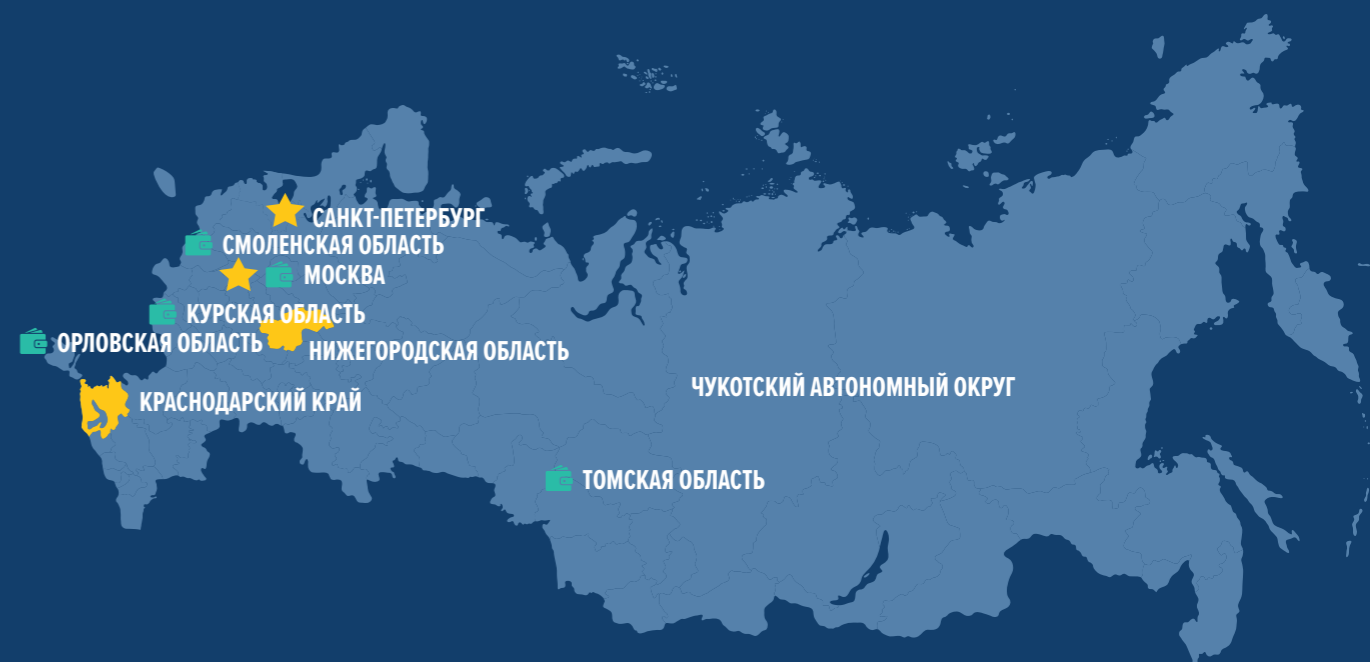 САНКТ-ПЕТЕРБУРГ
СМОЛЕНСКАЯ ОБЛАСТЬ
МОСКВА
КУРСКАЯ ОБЛАСТЬ
ОРЛОВСКАЯ ОБЛАСТЬ
НИЖЕГОРОДСКАЯ ОБЛАСТЬ
ЧУКОТСКИЙ АВТОНОМНЫЙ ОКРУГ
КРАСНОДАРСКИЙ КРАЙ
ТОМСКАЯ ОБЛАСТЬ